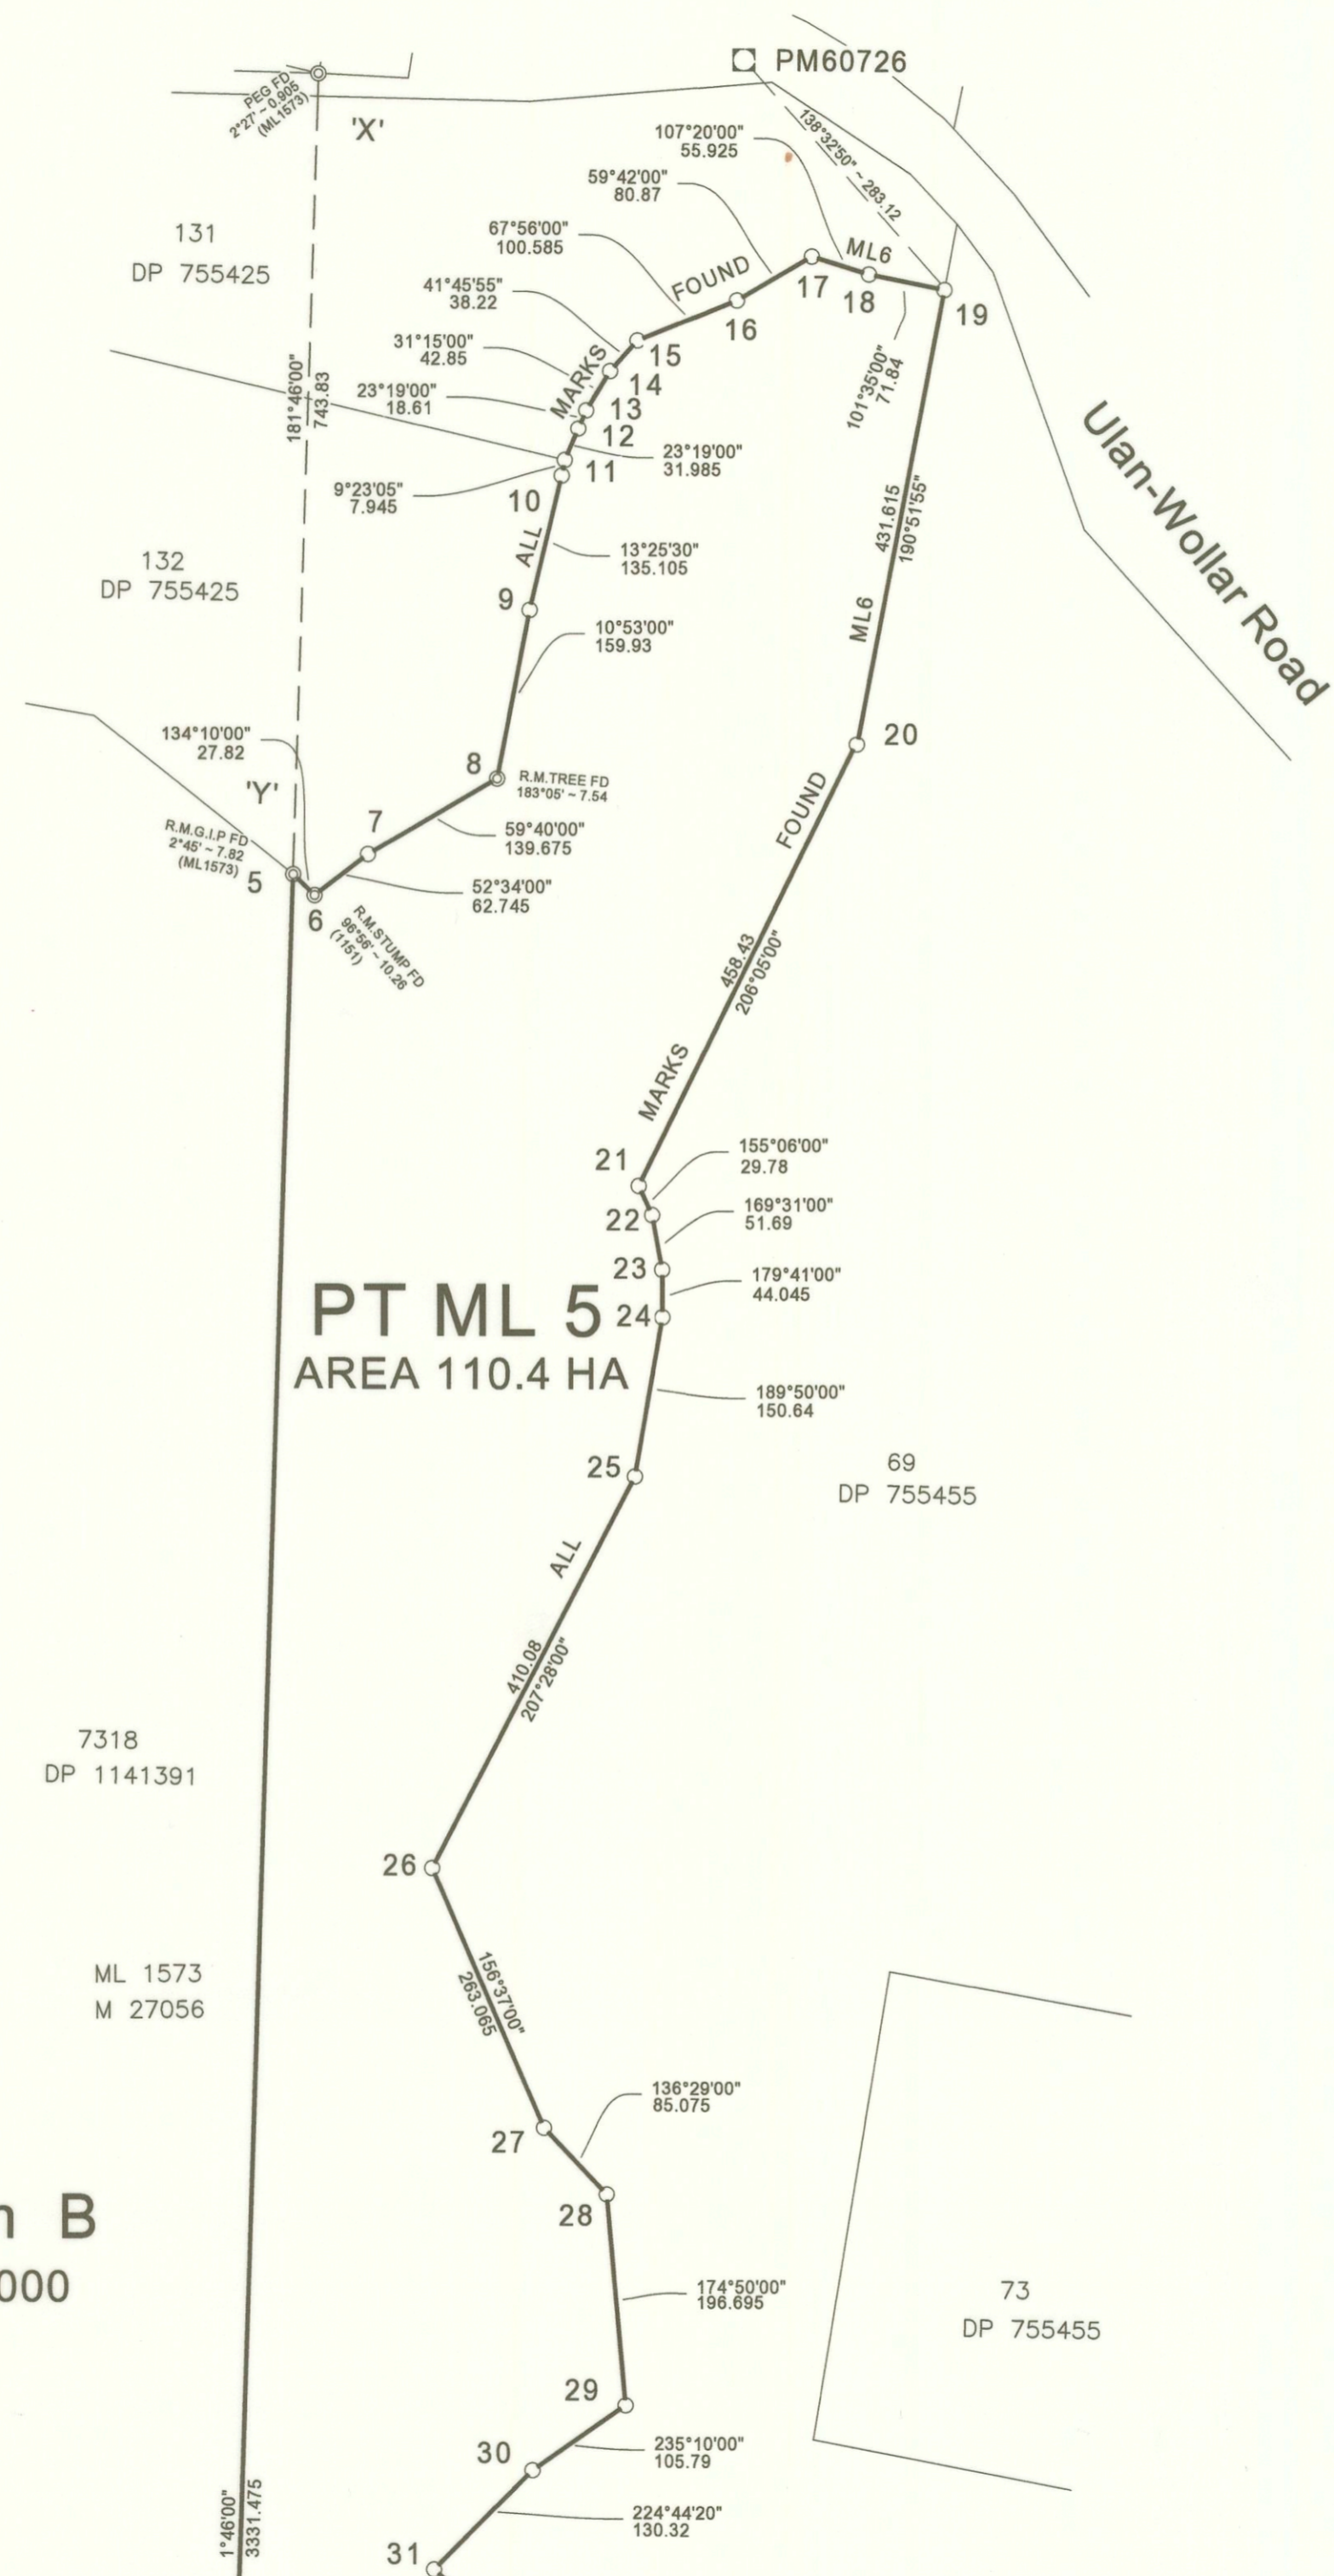 PM60726
PEG FD
2°27' ~ 0.905
(ML1573)
'X'
138°32'50" ~ 283.12
107°20'00"
55.925
59°42'00"
80.87
67°56'00"
100.585
131
DP 755425
ML6
FOUND
17
18
19
16
41°45'55"
38.22
15
31°15'00"
42.85
MARKS
14
101°35'00"
71.84
23°19'00"
18.61
13
12
181°46'00"
743.83
23°19'00"
31.985
11
9°23'05"
7.945
10
Ulan-Wollar Road
431.615
190°51'55"
ALL
13°25'30"
135.105
132
DP 755425
9
ML6
10°53'00"
159.93
134°10'00"
27.82
20
8
R.M.TREE FD
183°05' ~ 7.54
'Y'
7
59°40'00"
139.675
FOUND
R.M.G.I.P FD
2°45' ~ 7.82
(ML1573)
5
52°34'00"
62.745
6
R.M.STUMP FD
96°56' ~ 10.26
(1151)
458.43
206°05'00"
MARKS
21
155°06'00"
29.78
22
169°31'00"
51.69
23
179°41'00"
44.045
PT ML 5
24
AREA 110.4 HA
189°50'00"
150.64
25
69
DP 755455
ALL
410.08
207°28'00"
7318
DP 1141391
26
ML 1573
M 27056
156°37'00"
263.065
136°29'00"
85.075
27
28
n B
000
174°50'00"
196.695
73
DP 755455
29
235°10'00"
105.79
30
224°44'20"
130.32
1°46'00"
3331.475
31